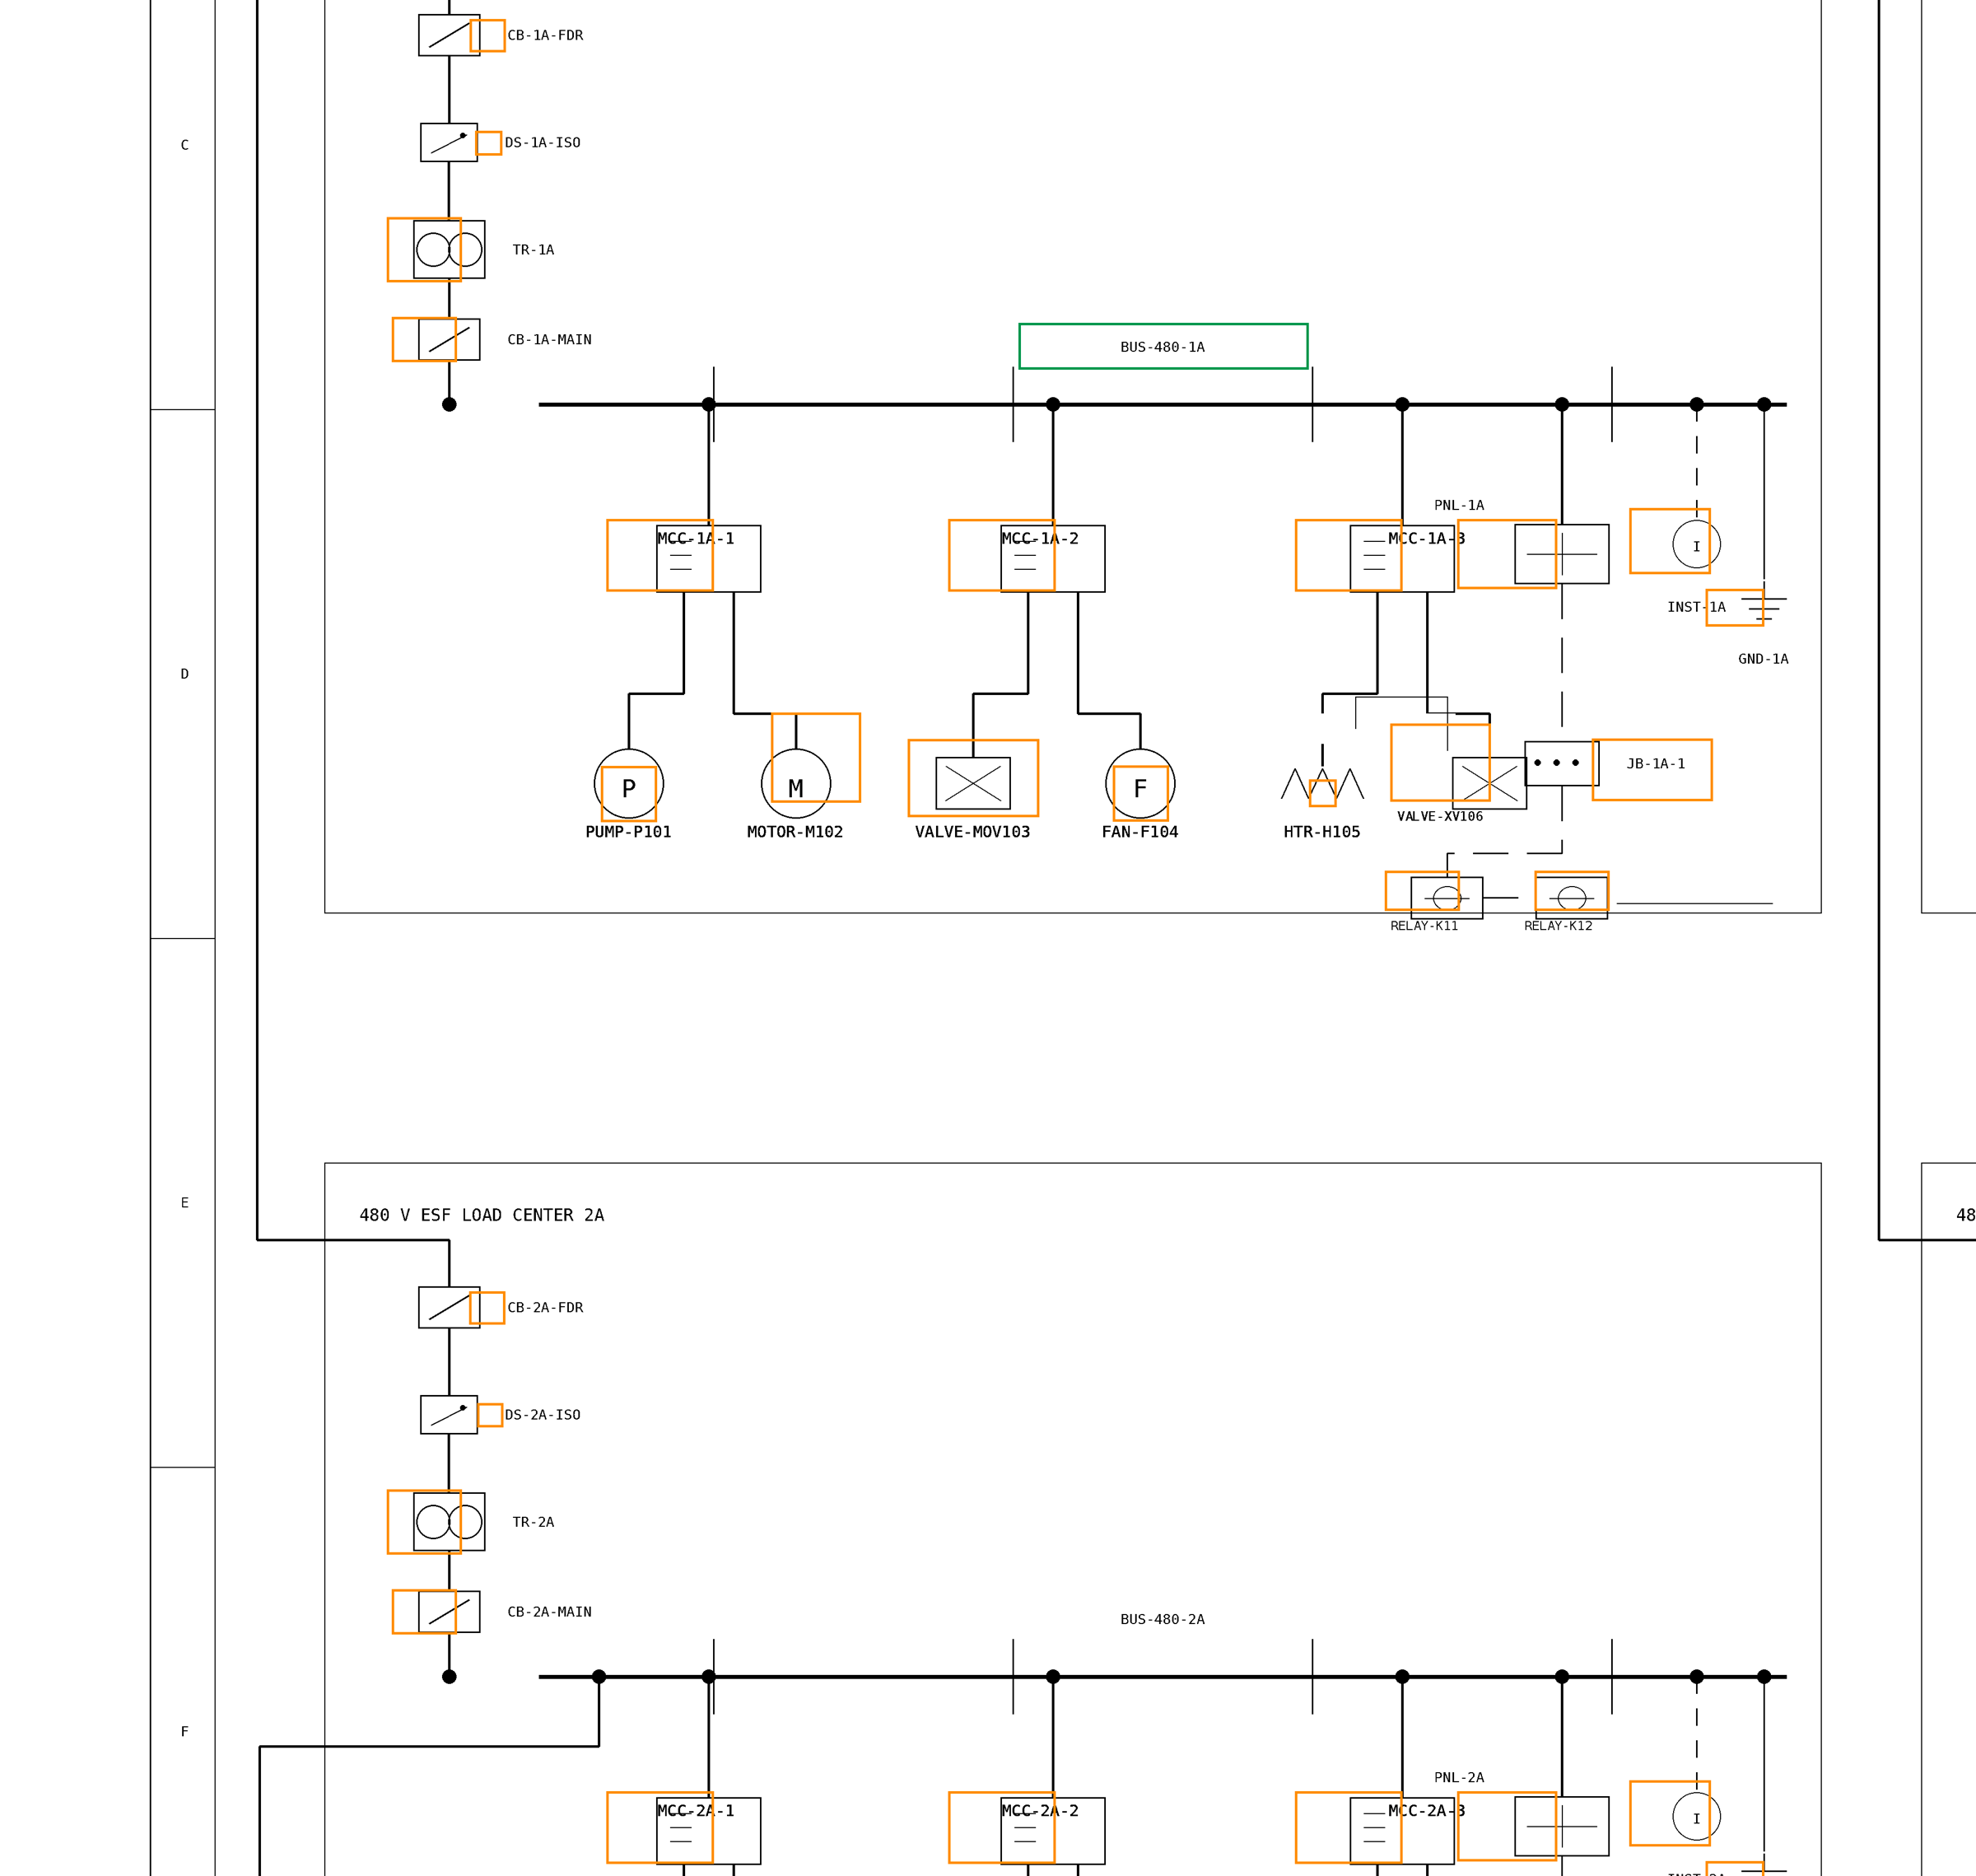 CB-1A-FDR
C
DS-1A-ISO
TR-1A
CB-1A-MAIN
BUS-480-1A
PNL-1A
MCC-1A-1
MCC-1A-2
MCC-1A-3
I
INST-1A
GND-1A
D
JB-1A-1
P
M
F
VALVE-XV106
PUMP-P101
MOTOR-M102
VALVE-MOV103
FAN-F104
HTR-H105
RELAY-K11
RELAY-K12
E
480 V ESF LOAD CENTER 2A
48
CB-2A-FDR
DS-2A-ISO
TR-2A
CB-2A-MAIN
BUS-480-2A
F
PNL-2A
MCC-2A-1
MCC-2A-2
MCC-2A-3
I